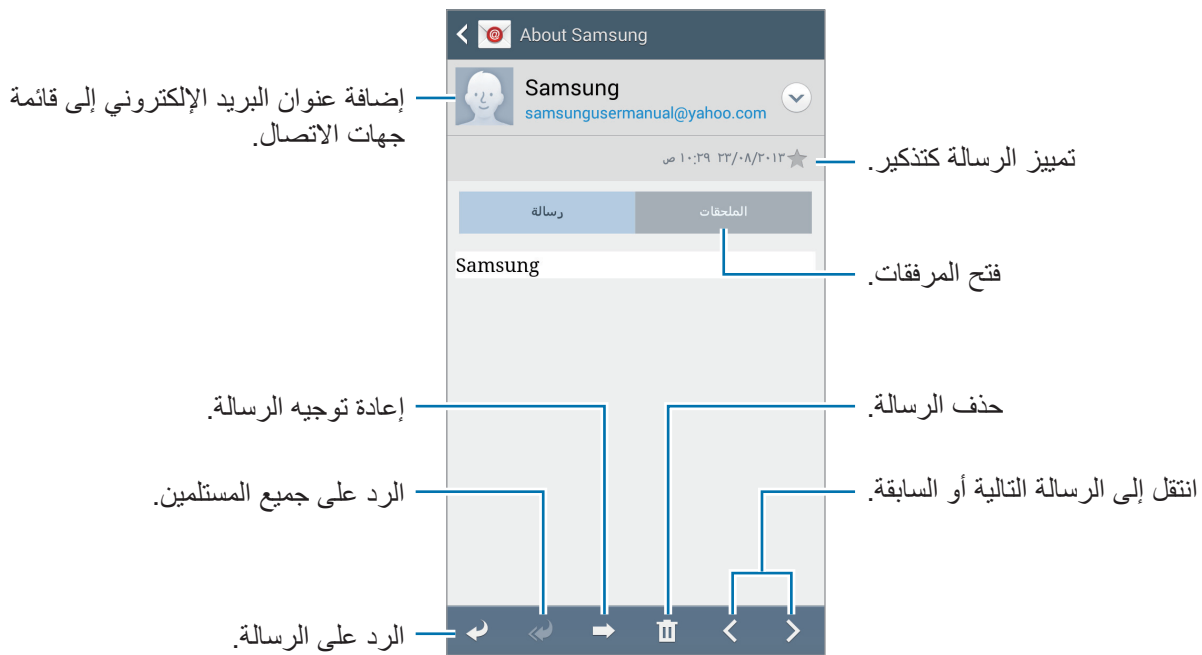 About Samsung
Samsung
samsungusermanual@yahoo.com
إضافة عنوان البريد الإلكتروني إلى قائمة
جهات الاتصال.
٢٣/٠٨/٢٠١٣ ١٠:٢٩ ص
تمييز الرسالة كتذكير.
الملحقات
رسالة
Samsung
فتح المرفقات.
حذف الرسالة.
إعادة توجيه الرسالة.
انتقل إلى الرسالة التالية أو السابقة.
الرد على جميع المستلمين.
الرد على الرسالة.